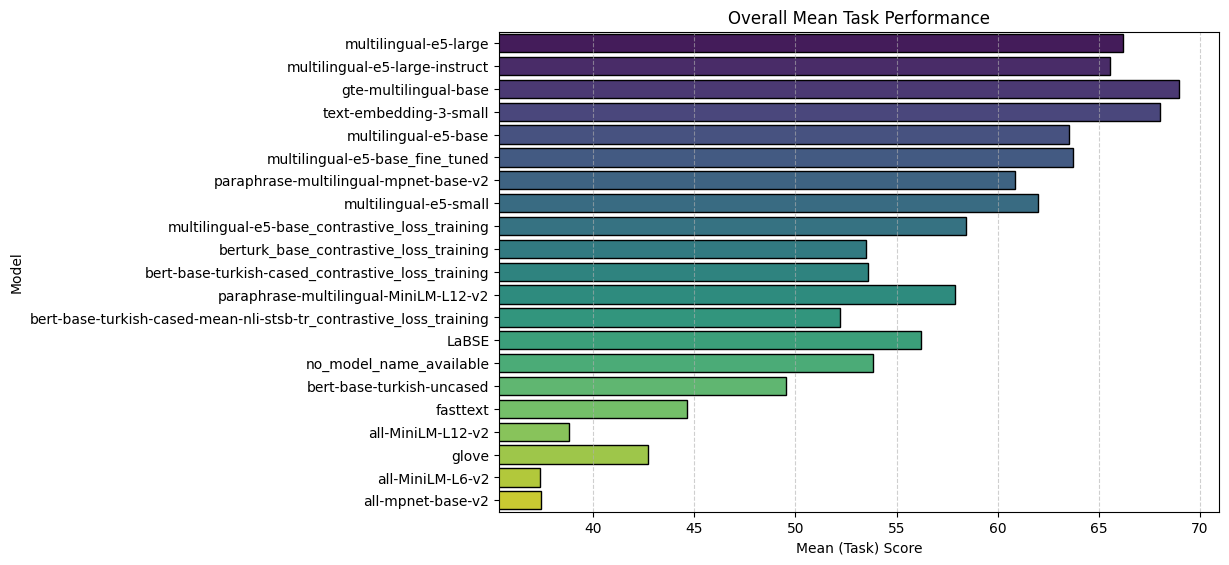 Overall Mean Task Performance
Model
multilingual-e5-large
multilingual-e5-large-instruct
gte-multilingual-base
text-embedding-3-small
multilingual-e5-base
multilingual-e5-base_fine_tuned
paraphrase-multilingual-mpnet-base-v2
multilingual-e5-small
multilingual-e5-base_contrastive_loss_training
berturk_base_contrastive_loss_training
bert-base-turkish-cased_contrastive_loss_training
paraphrase-multilingual-MiniLM-L12-v2
bert-base-turkish-cased-mean-nli-stsb-tr_contrastive_loss_training
LaBSE
no_model_name_available
bert-base-turkish-uncased
fasttext
all-MiniLM-L12-v2
glove
all-MiniLM-L6-v2
all-mpnet-base-v2
40 45 50 55 60 65 70
Mean (Task) Score